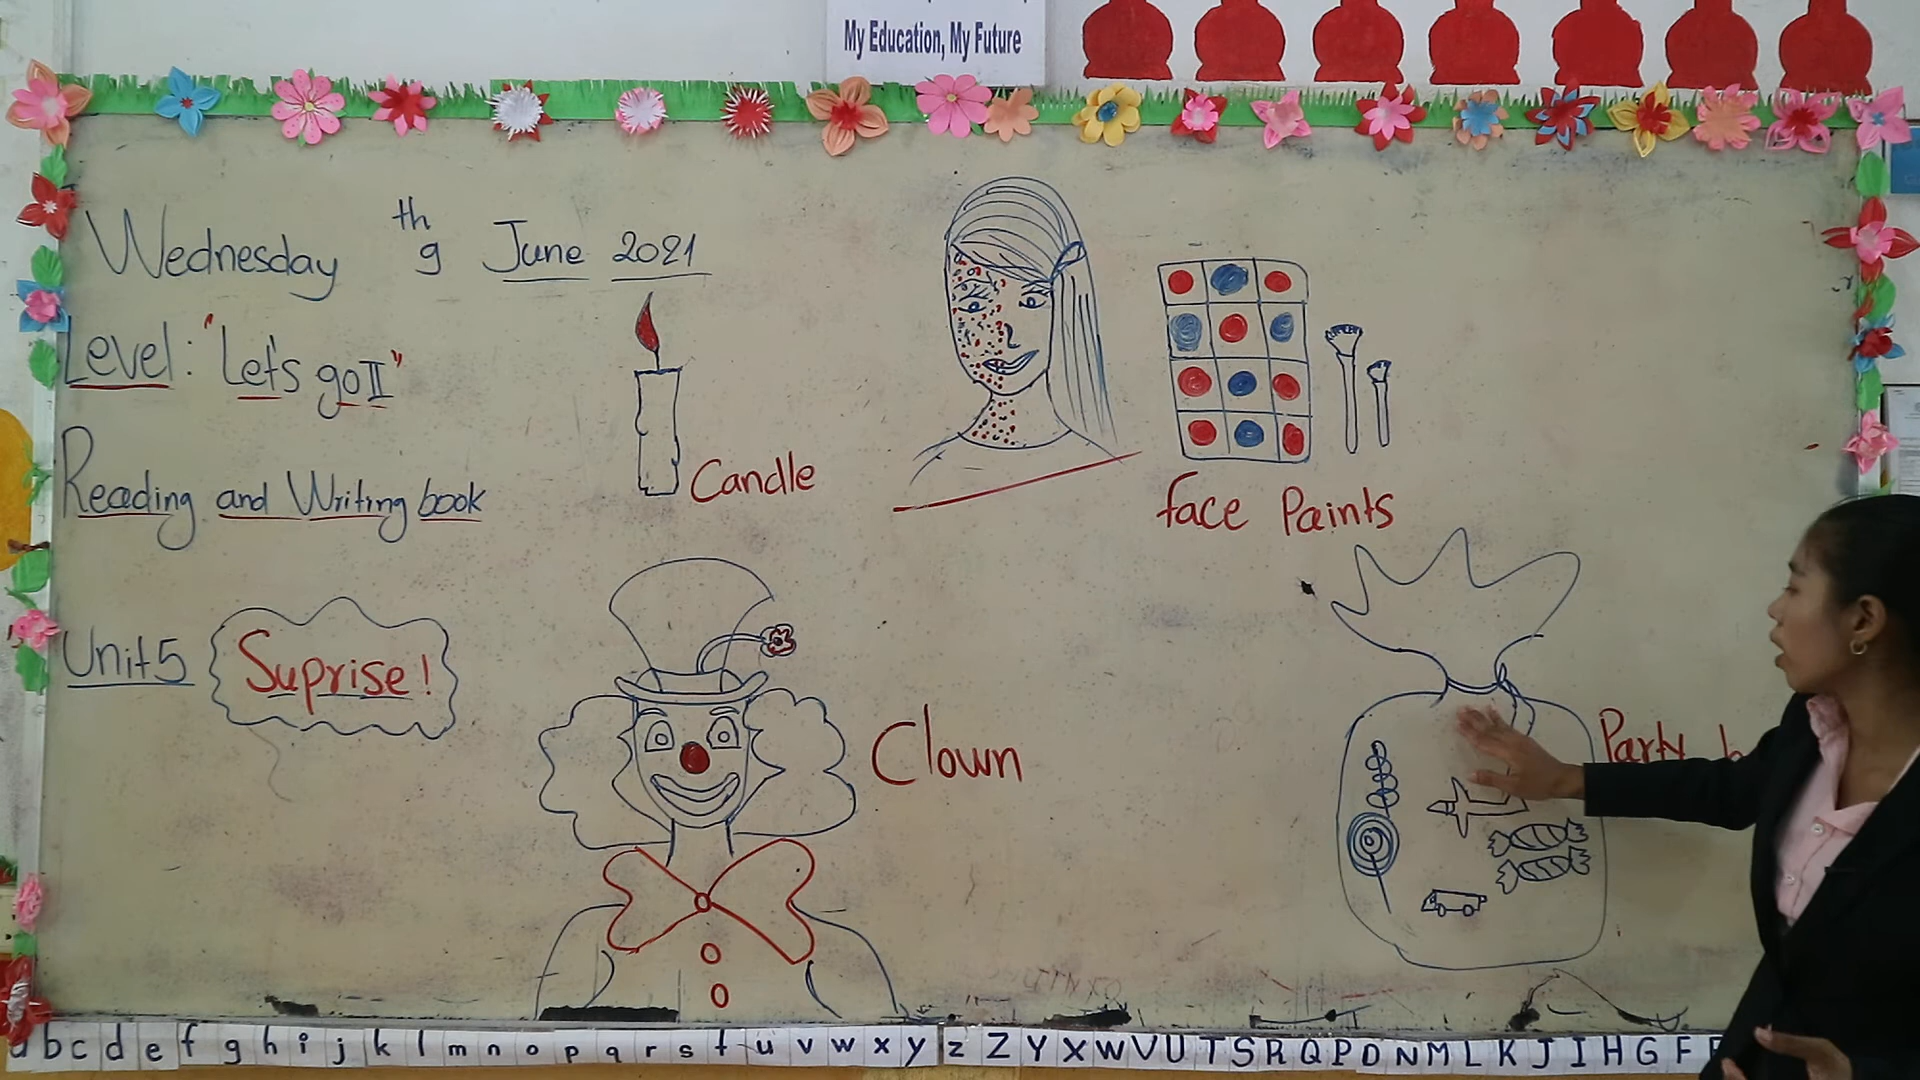 My Education, My Future
Wednesday 9th June 2021
Level: "Let's go II"
Reading and Writing book
Unit 5 Suprise!
Candle
face Paints
Clown
Party
a b c d e f g h i j k l m n o p q r s t u v w x y z Z Y X W V U T S R Q P O N M L K J I H G F